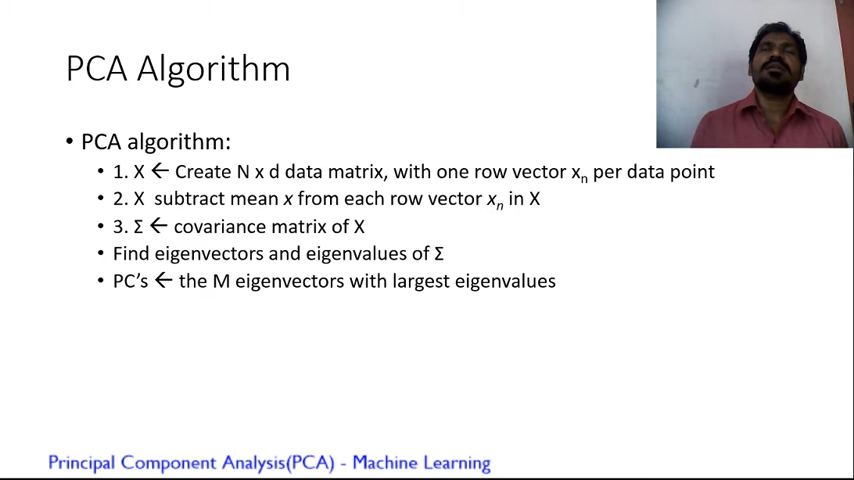 PCA Algorithm
• PCA algorithm:
• 1. X ← Create N x d data matrix, with one row vector xn per data point
• 2. X subtract mean x from each row vector xn in X
• 3. Σ ← covariance matrix of X
• Find eigenvectors and eigenvalues of Σ
• PC’s ← the M eigenvectors with largest eigenvalues
Principal Component Analysis(PCA) - Machine Learning